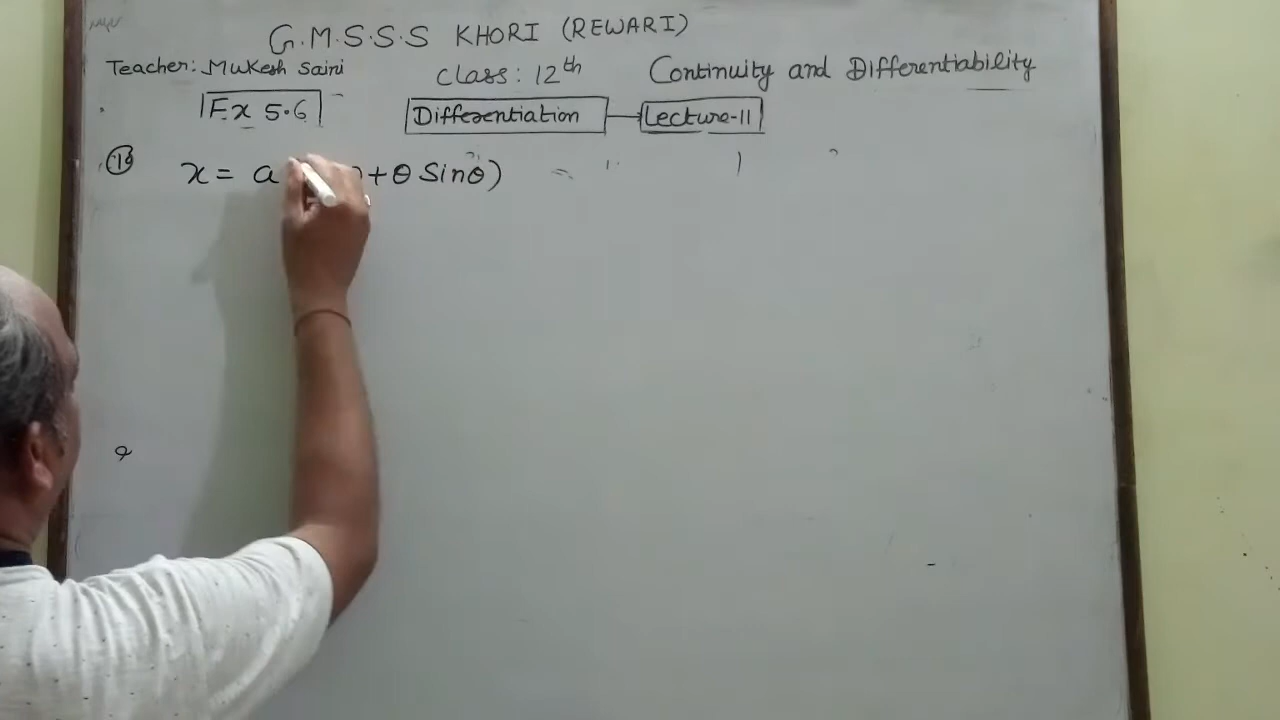 G.M.S.S.S KHORI (REWARI)
Teacher: Mukesh Saini Class: 12th Continuity and Differentiability
Ex 5.6 Differentiation Lecture-11
x = a +θ Sinθ)